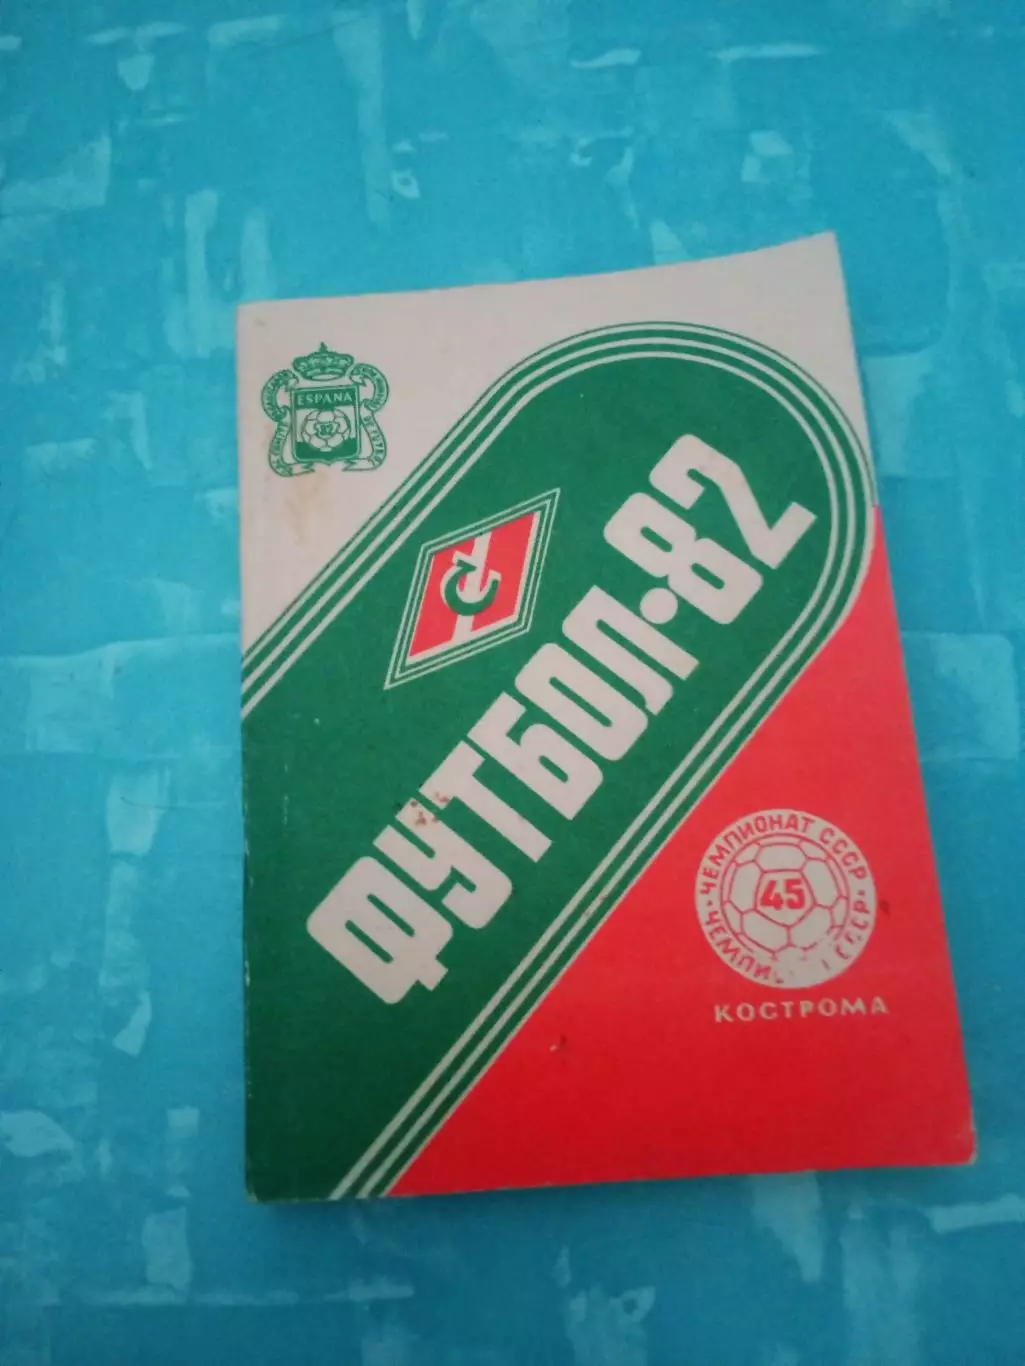 ESPAÑA
82
ФУТБОЛ·82
ЧЕМПИОНАТ СССР
45
КОСТРОМА